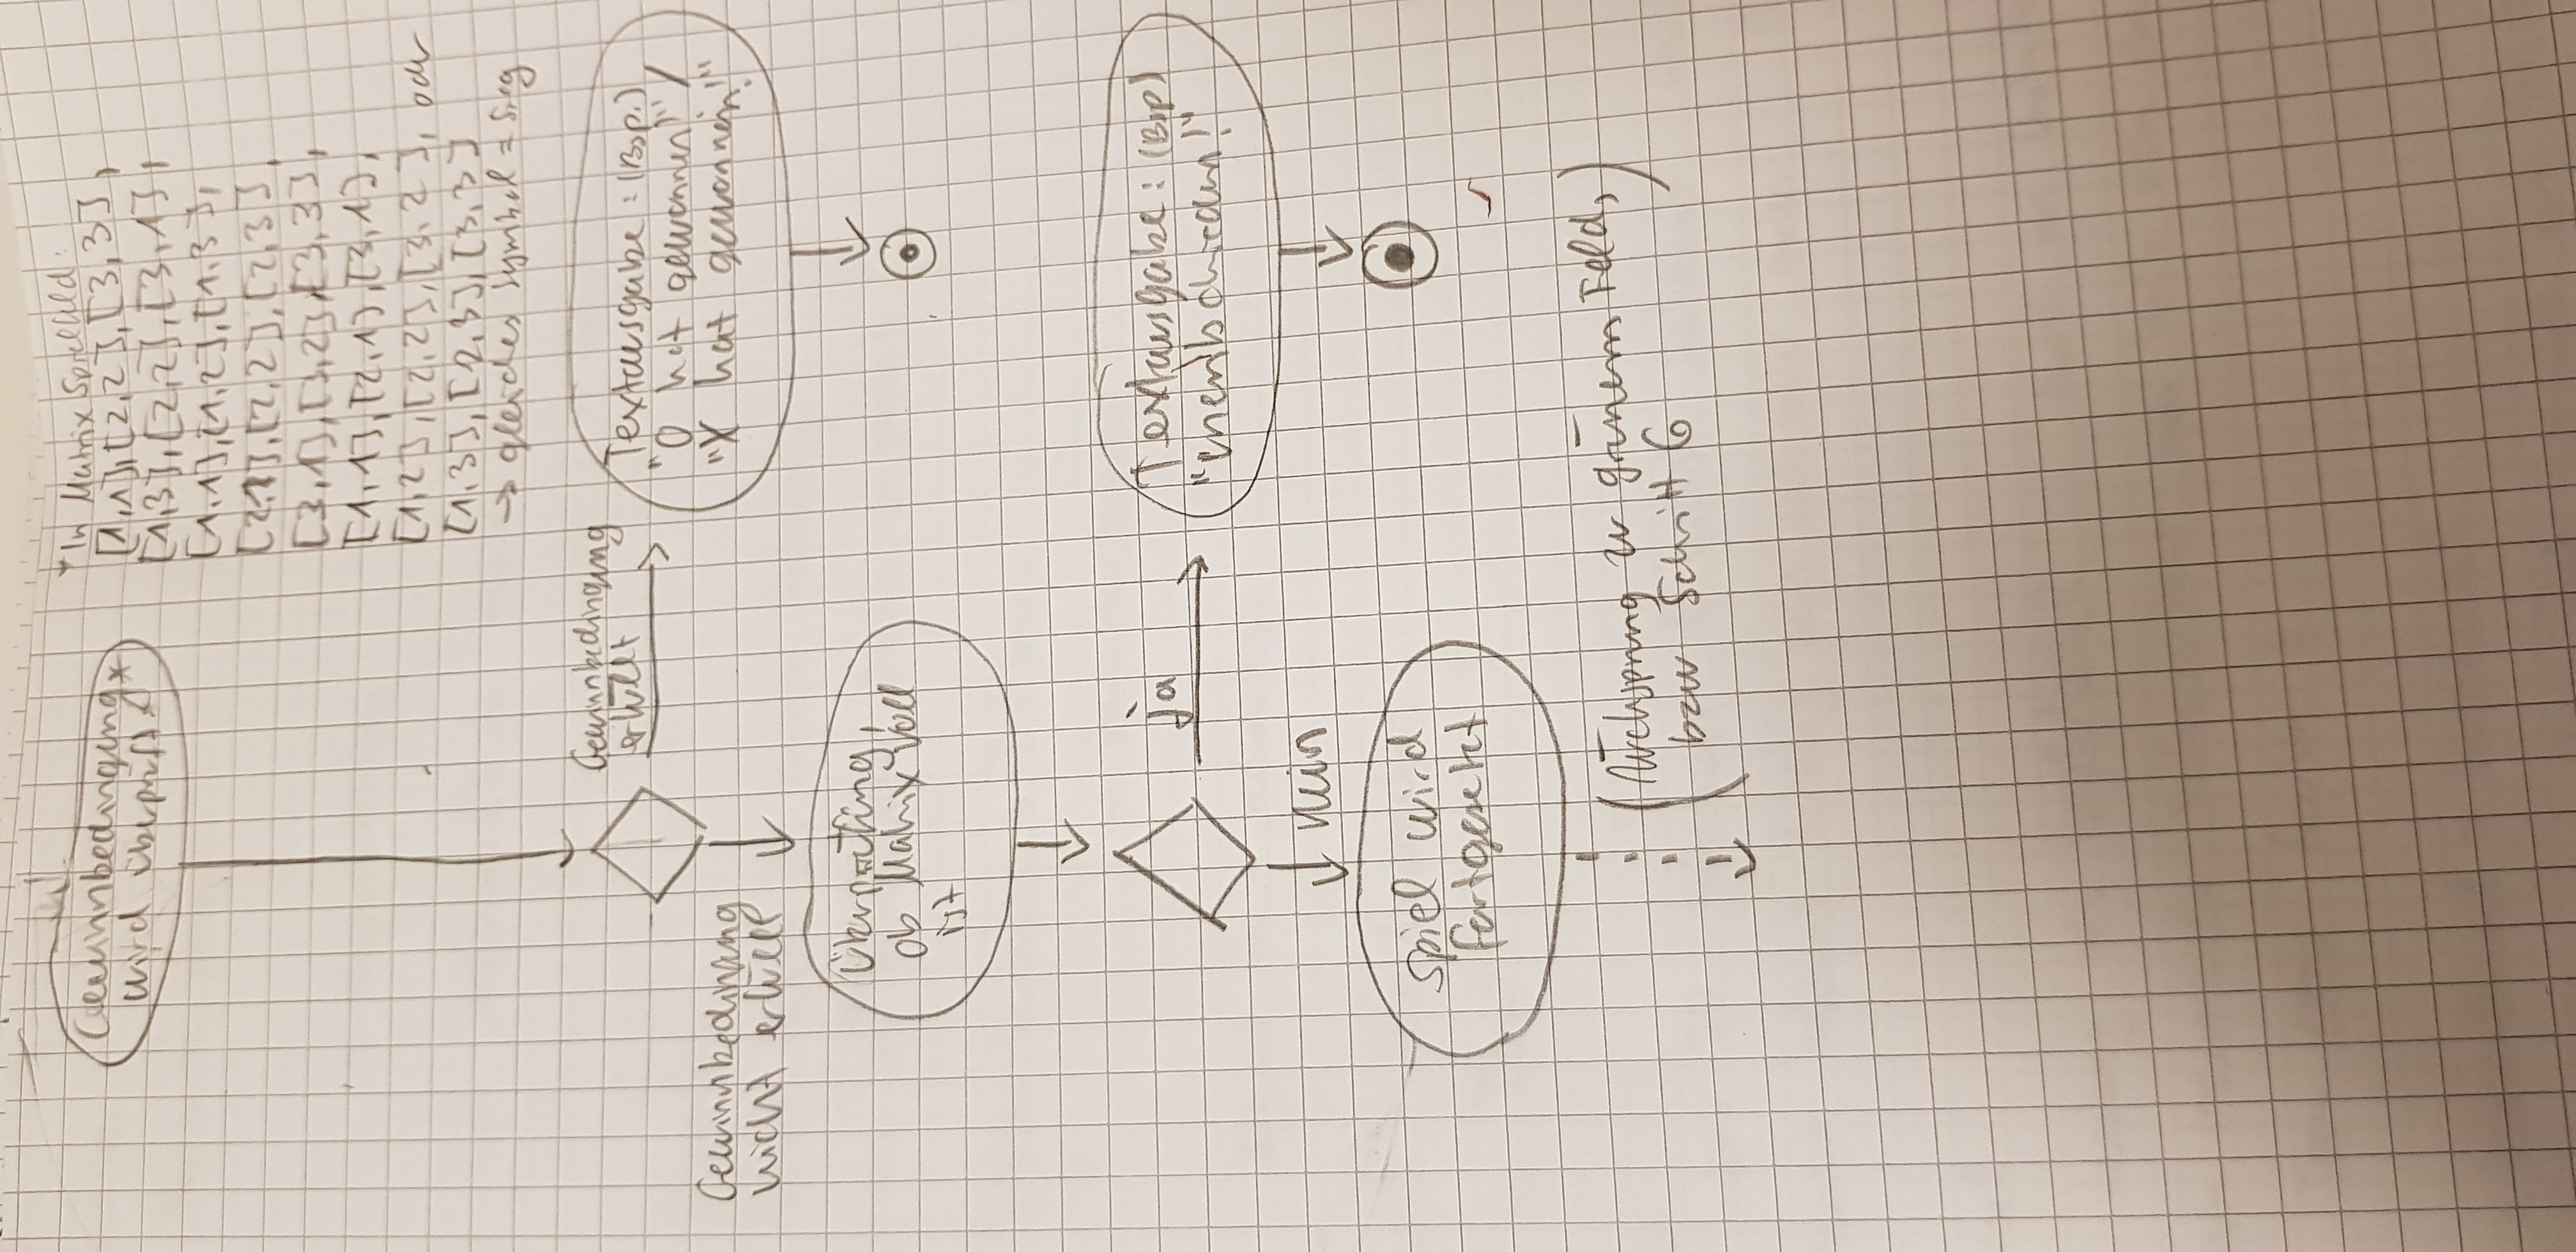 Gewinnbedingung*
wird überprüft.
* In Matrix Spielfeld:
[1,1],[2,2],[3,3],
[1,3],[2,2],[3,1],
[1,1],[1,2],[1,3],
[2,1],[2,2],[2,3],
[3,1],[3,2],[3,3],
[1,1],[2,1],[3,1],
[1,2],[2,2],[3,2], oder
[1,3],[2,3],[3,3]
→ gleiches Symbol = Sieg
Gewinnbedingung
erfüllt
Textausgabe: (Bsp.)
"O hat gewonnen!" /
"X hat gewonnen!"
Gewinnbedingung
nicht erfüllt
Überprüfung,
ob Matrix voll
ist
ja
Textausgabe: (Bsp)
"unentschieden!"
nein
Spiel wird
fortgesetzt
(Rücksprung zu grünem Feld,)
bzw Schritt 6